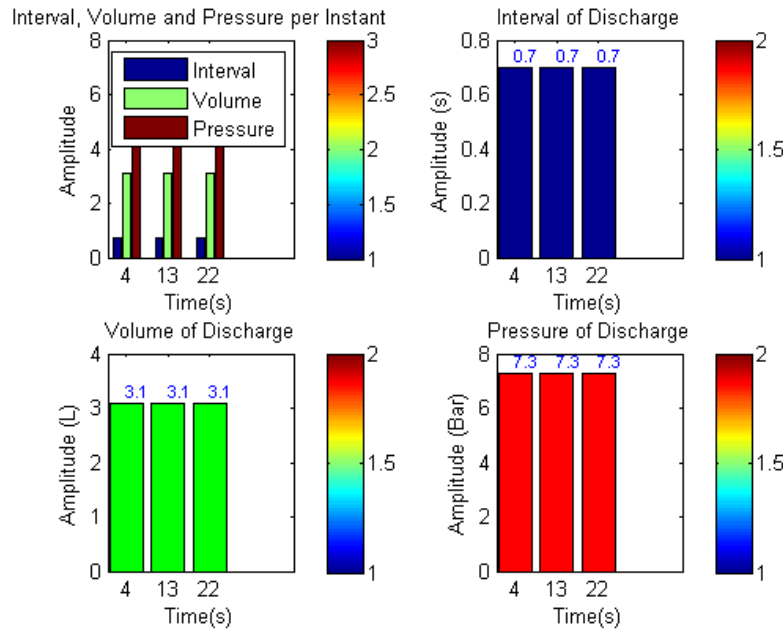 Interval, Volume and Pressure per Instant
8
6
4
2
0
Amplitude
Interval
Volume
Pressure
4 13 22
Time(s)
3
2.5
2
1.5
1
Interval of Discharge
0.8
0.6
0.4
0.2
0
Amplitude (s)
0.7 0.7 0.7
4 13 22
Time(s)
2
1.5
1
Volume of Discharge
4
3
2
1
0
Amplitude (L)
3.1 3.1 3.1
4 13 22
Time(s)
2
1.5
1
Pressure of Discharge
8
6
4
2
0
Amplitude (Bar)
7.3 7.3 7.3
4 13 22
Time(s)
2
1.5
1